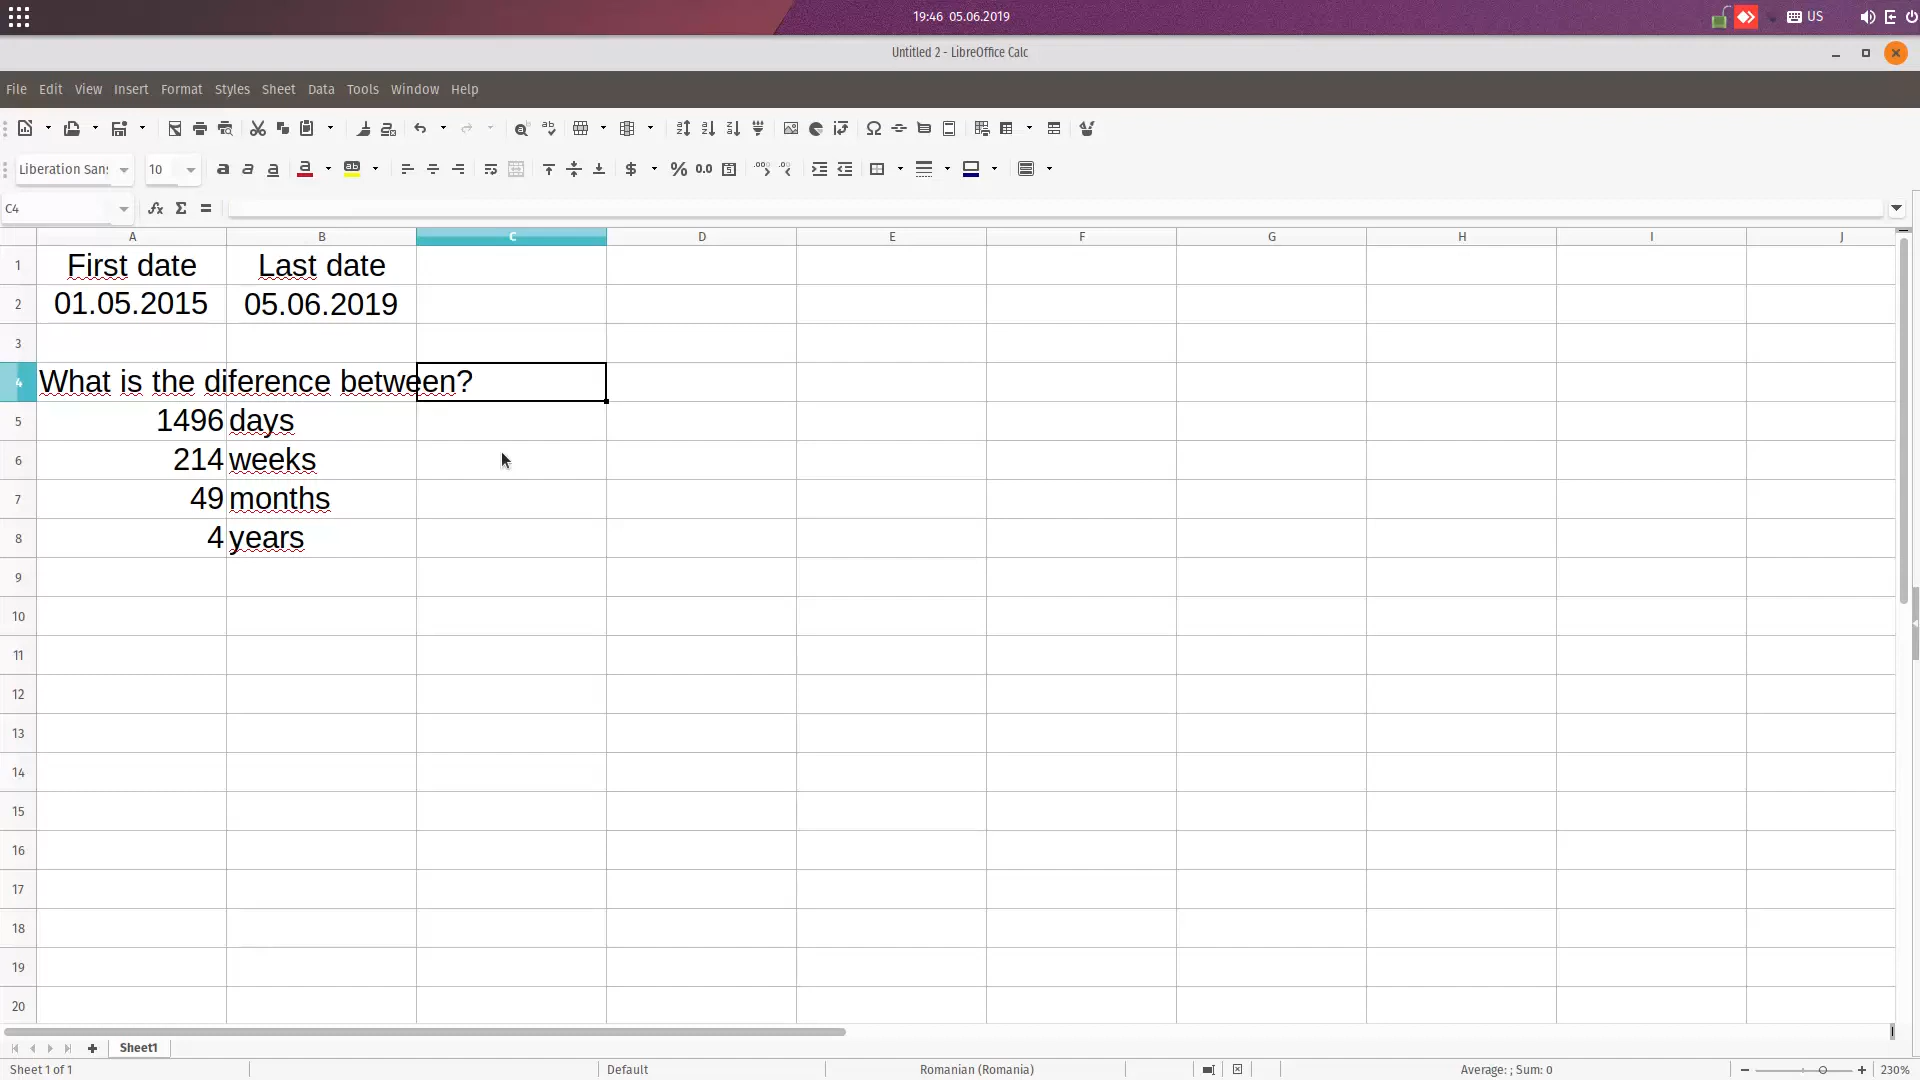 19:46 05.06.2019
US
Untitled 2 - LibreOffice Calc
File Edit View Insert Format Styles Sheet Data Tools Window Help
Liberation Sans 10
C4
A B C D E F G H I J
1 First date Last date
2 01.05.2015 05.06.2019
3
4 What is the diference between?
5 1496 days
6 214 weeks
7 49 months
8 4 years
9
10
11
12
13
14
15
16
17
18
19
20
Sheet1
Sheet 1 of 1 Default Romanian (Romania) Average: ; Sum: 0 230%